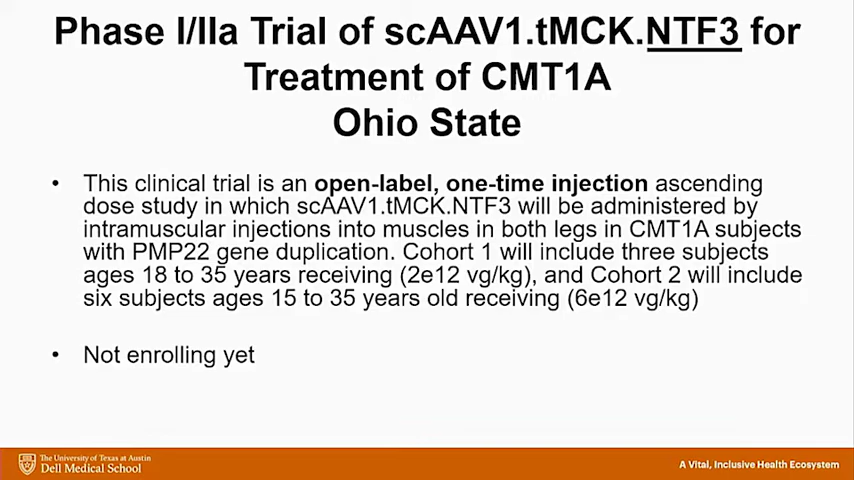 Phase I/IIa Trial of scAAV1.tMCK.NTF3 for
Treatment of CMT1A
Ohio State
• This clinical trial is an open-label, one-time injection ascending
dose study in which scAAV1.tMCK.NTF3 will be administered by
intramuscular injections into muscles in both legs in CMT1A subjects
with PMP22 gene duplication. Cohort 1 will include three subjects
ages 18 to 35 years receiving (2e12 vg/kg), and Cohort 2 will include
six subjects ages 15 to 35 years old receiving (6e12 vg/kg)
• Not enrolling yet
The University of Texas at Austin
Dell Medical School
A Vital, Inclusive Health Ecosystem